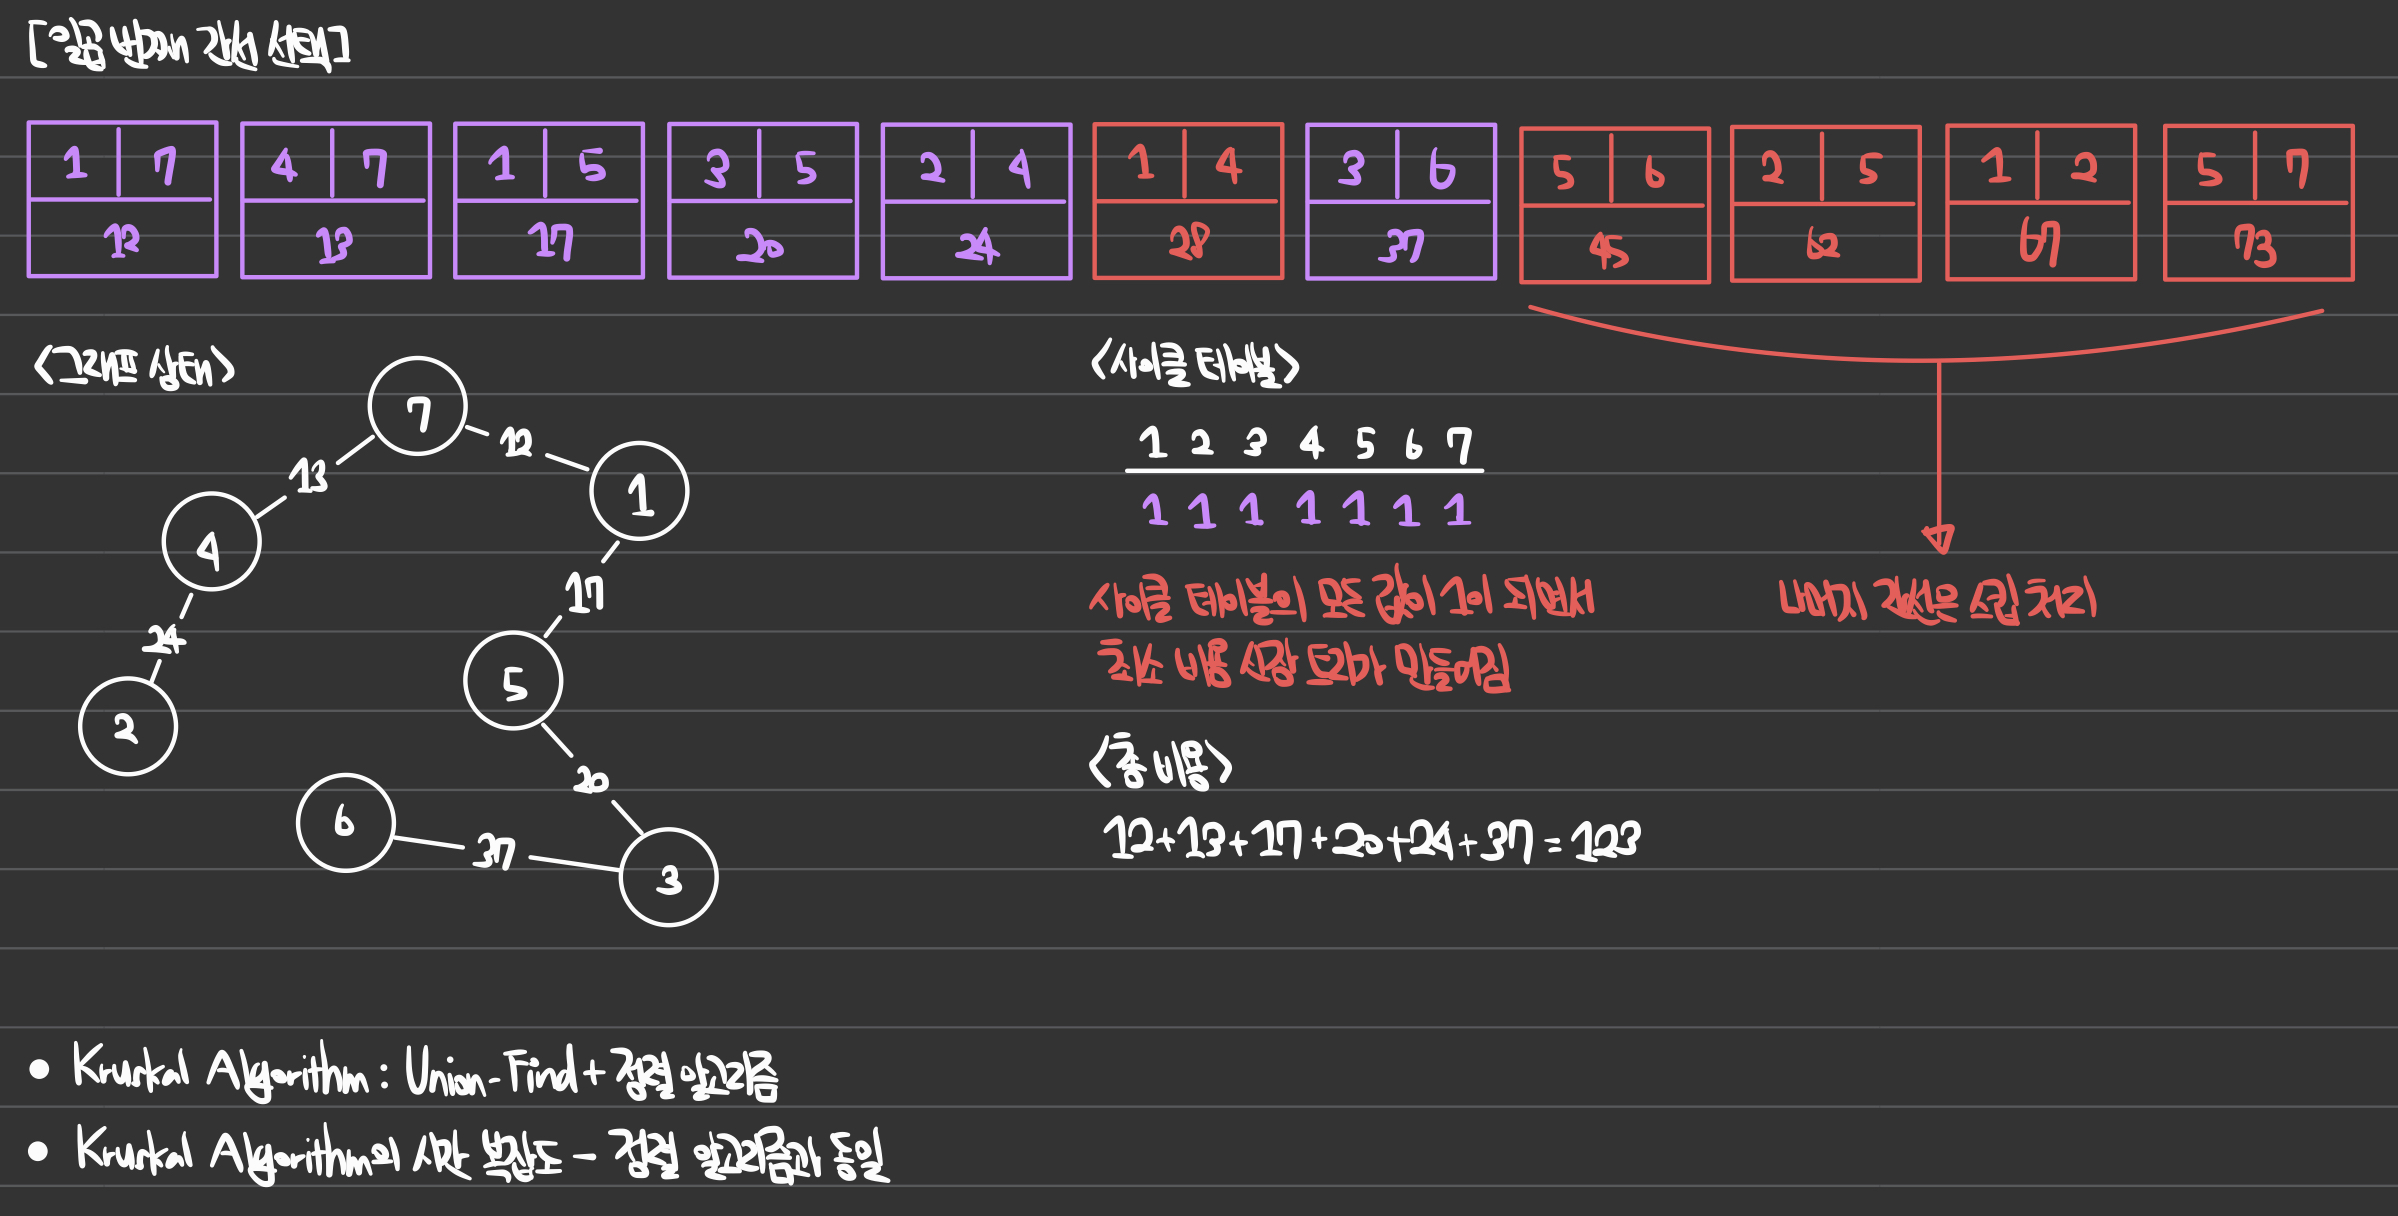 [일곱 번째 간선 선택]
1 7 4 7 1 5 3 5 2 4 1 4 3 6 5 6 2 5 1 2 5 7
12 13 17 20 24 28 37 45 62 67 73
<그래프 상태>
7
12
1
13
4
17
24
5
2
20
6
37
3
<사이클 테이블>
1 2 3 4 5 6 7
1 1 1 1 1 1 1
사이클 테이블의 모든 값이 1이 되면서
최소 비용 신장 트리가 만들어짐
나머지 간선은 스킵 처리
<총 비용>
12+13+17+20+24+37=123
• Kruskal Algorithm : Union-Find + 정렬 알고리즘
• Kruskal Algorithm의 시간 복잡도 - 정렬 알고리즘과 동일